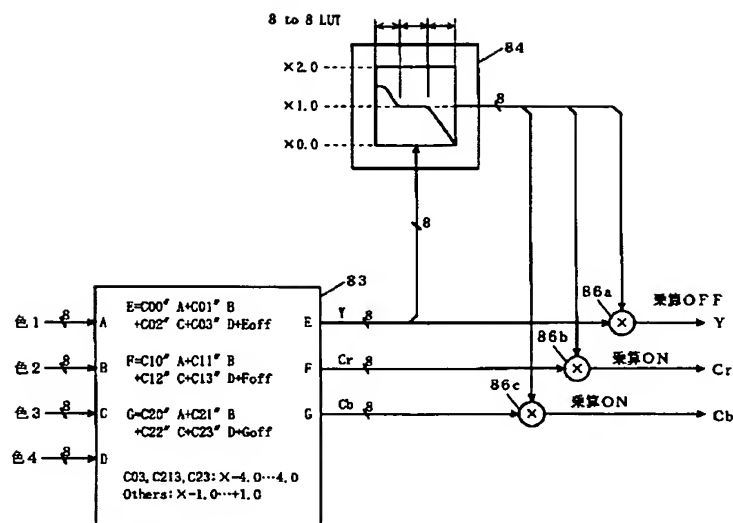 8 to 8 LUT
84
×2.0
×1.0
×0.0
8
8
83
色1 8 A
色2 8 B
色3 8 C
色4 8 D
E=C00" A+C01" B
+C02" C+C03" D+Eoff
F=C10" A+C11" B
+C12" C+C13" D+Foff
G=C20" A+C21" B
+C22" C+C23" D+Goff
C03, C213, C23: ×-4.0…4.0
Others: ×-1.0…+1.0
E Y 8 86a × 乗算OFF Y
F Cr 8 86b × 乗算ON Cr
G Cb 8 86c × 乗算ON Cb